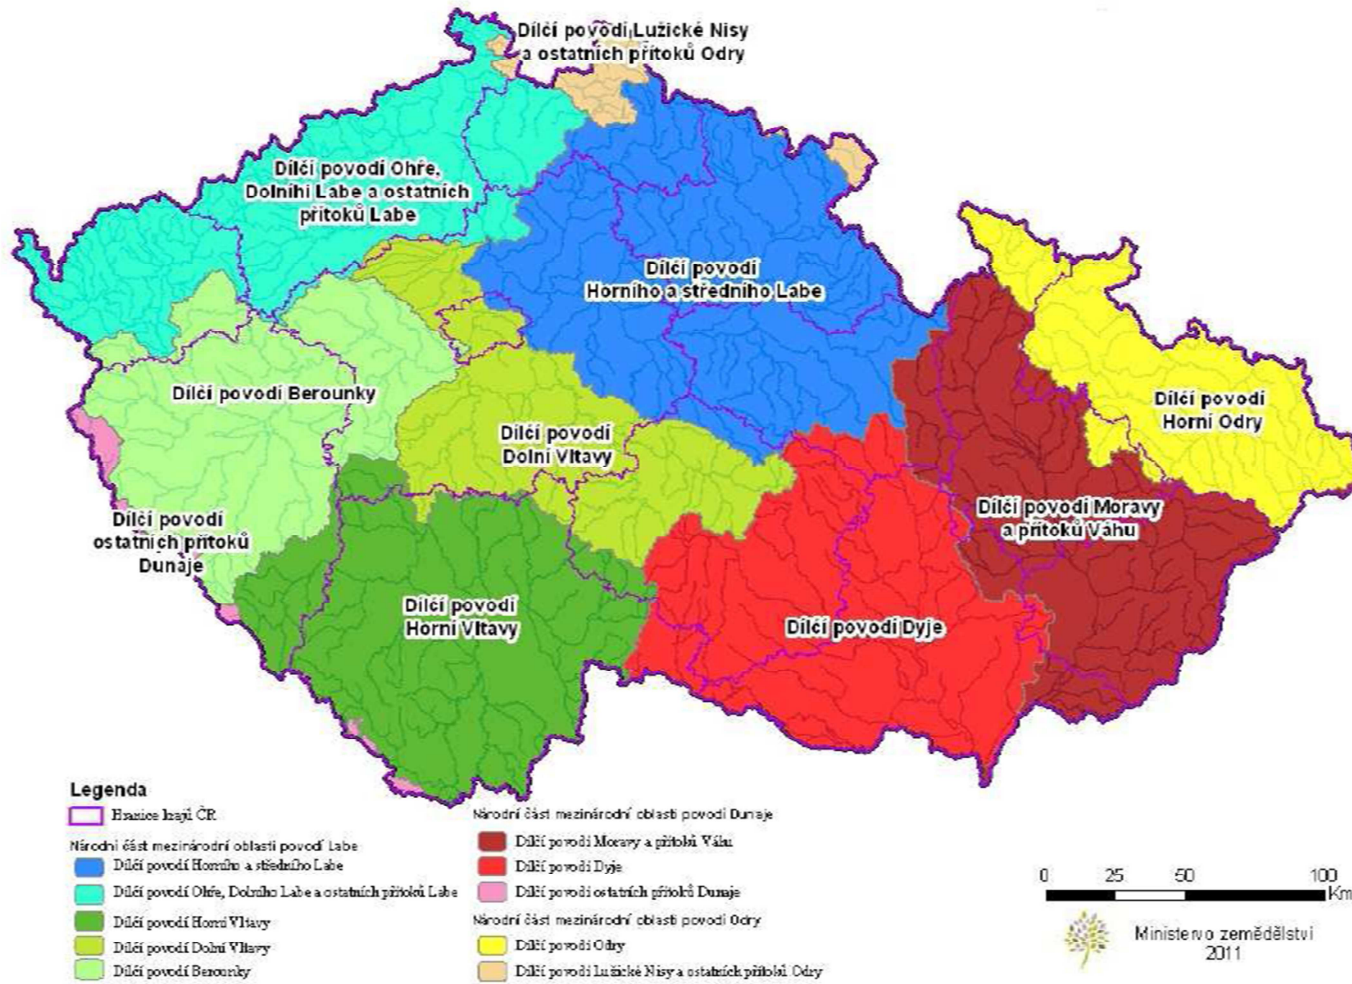 Dílčí povodí Lužické Nisy
a ostatních přítoků Odry
Dílčí povodí Ohře,
Dolního Labe a ostatních
přítoků Labe
Dílčí povodí
Horního a středního Labe
Dílčí povodí Berounky
Dílčí povodí
Dolní Vltavy
Dílčí povodí
Horní Odry
Dílčí povodí Moravy
a přítoků Váhu
Dílčí povodí
ostatních přítoků
Dunaje
Dílčí povodí
Horní Vltavy
Dílčí povodí Dyje
Legenda
Hranice krajů ČR
Národní část mezinárodní oblasti povodí Labe
Dílčí povodí Horního a středního Labe
Dílčí povodí Ohře, Dolního Labe a ostatních přítoků Labe
Dílčí povodí Horní Vltavy
Dílčí povodí Dolní Vltavy
Dílčí povodí Berounky
Národní část mezinárodní oblasti povodí Dunaje
Dílčí povodí Moravy a přítoků Váhu
Dílčí povodí Dyje
Dílčí povodí ostatních přítoků Dunaje
Národní část mezinárodní oblasti povodí Odry
Dílčí povodí Odry
Dílčí povodí Lužické Nisy a ostatních přítoků Odry
0 25 50 100
Km
Ministervo zemědělství
2011